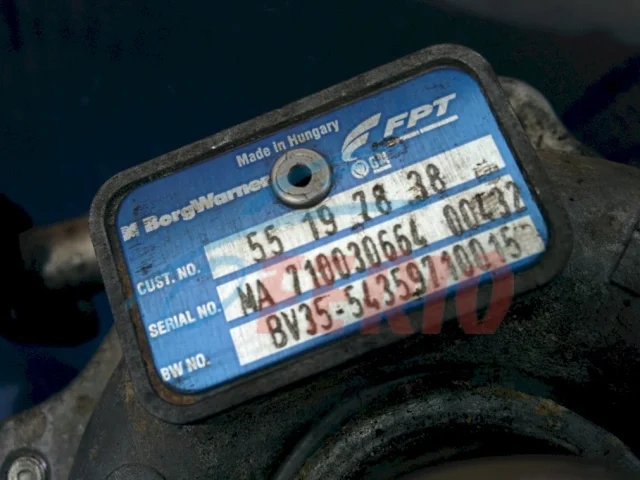 Made in Hungary
FPT
GM
BorgWarner
CUST. NO. 55 19 78 38
SERIAL NO. MA 710030664 00432
BW NO. BV35-54359710015